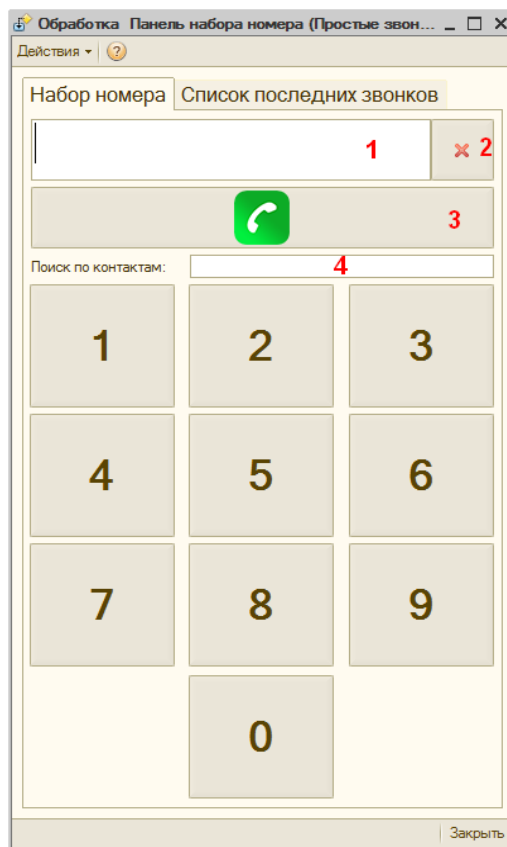 Обработка Панель набора номера (Простые звон...
Действия
Набор номера Список последних звонков
1 2
3
Поиск по контактам: 4
1 2 3
4 5 6
7 8 9
0
Закрыть